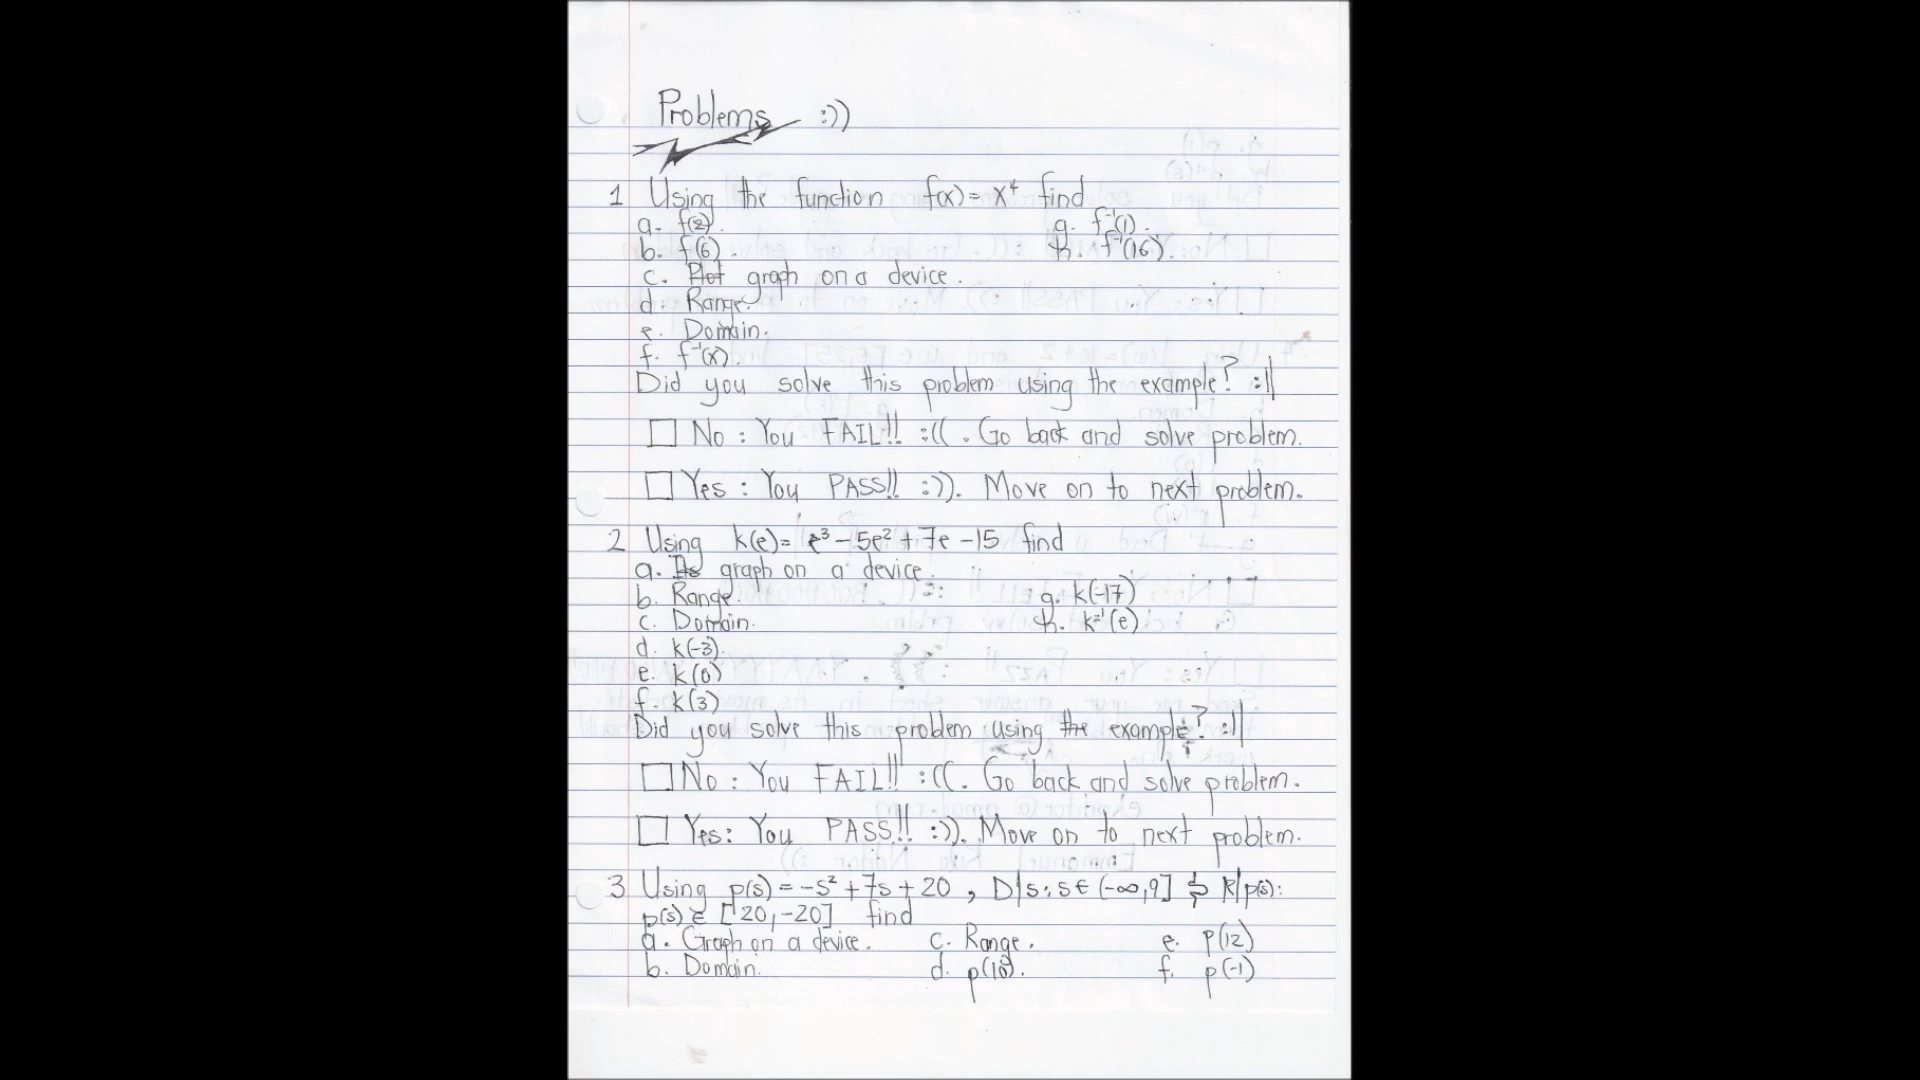 Problems :))
1 Using the function f(x) = x⁴ find
a. f(2). g. f⁻¹(1).
b. f(6). h. f⁻¹(16).
c. Plot graph on a device.
d. Range.
e. Domain.
f. f⁻¹(x).
Did you solve this problem using the example? :||
No : You FAIL!! :((. Go back and solve problem.
Yes : You PASS!! :)). Move on to next problem.
2 Using k(e) = e³ - 5e² + 7e - 15 find
a. Its graph on a device.
b. Range. g. k(-17)
c. Domain. h. k⁻¹(e)
d. k(-3).
e. k(0)
f. k(3)
Did you solve this problem using the example? :||
No : You FAIL!! :((. Go back and solve problem.
Yes: You PASS!! :)). Move on to next problem.
3 Using p(s) = -s² + 7s + 20 , D|s:s∈ (-∞,9] & R|p(s):
p(s) ∈ [20,-20] find
a. Graph on a device. c. Range. e. p(12)
b. Domain. d. p(10). f. p(-1)